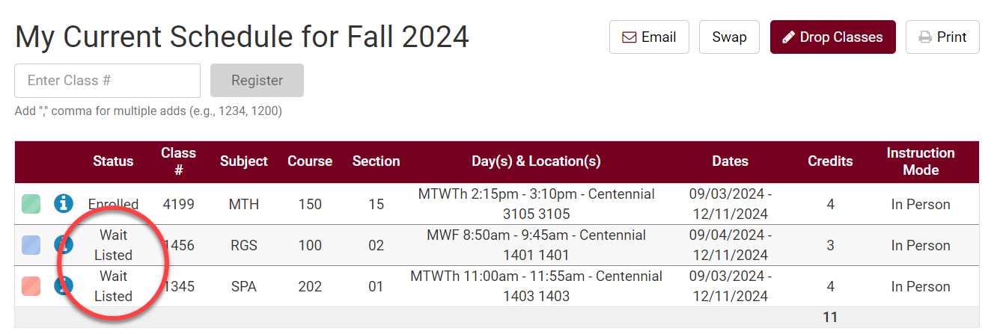 My Current Schedule for Fall 2024
Email Swap Drop Classes Print
Enter Class # Register
Add "," comma for multiple adds (e.g., 1234, 1200)
Status Class # Subject Course Section Day(s) & Location(s) Dates Credits Instruction Mode
Enrolled 4199 MTH 150 15 MTWTh 2:15pm - 3:10pm - Centennial 3105 3105 09/03/2024 - 12/11/2024 4 In Person
Wait Listed 1456 RGS 100 02 MWF 8:50am - 9:45am - Centennial 1401 1401 09/04/2024 - 12/11/2024 3 In Person
Wait Listed 1345 SPA 202 01 MTWTh 11:00am - 11:55am - Centennial 1403 1403 09/03/2024 - 12/11/2024 4 In Person
11